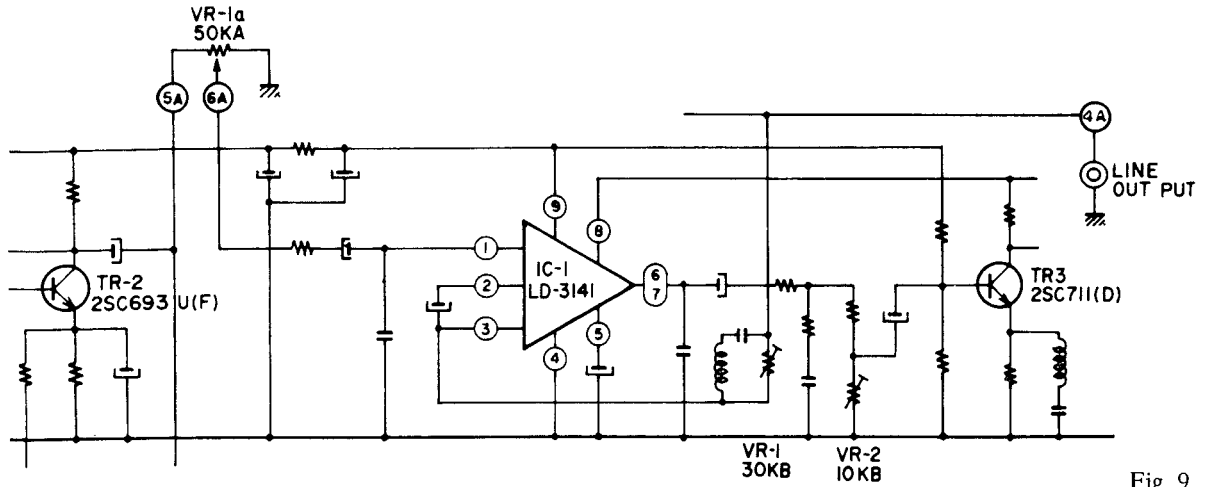 VR-1a
50KA
5A
6A
4A
LINE
OUT PUT
9
8
1
2
3
IC-1
LD-3141
6
7
5
4
TR-2
2SC693 U(F)
TR3
2SC711(D)
VR-1
30KB
VR-2
10KB
Fig. 9